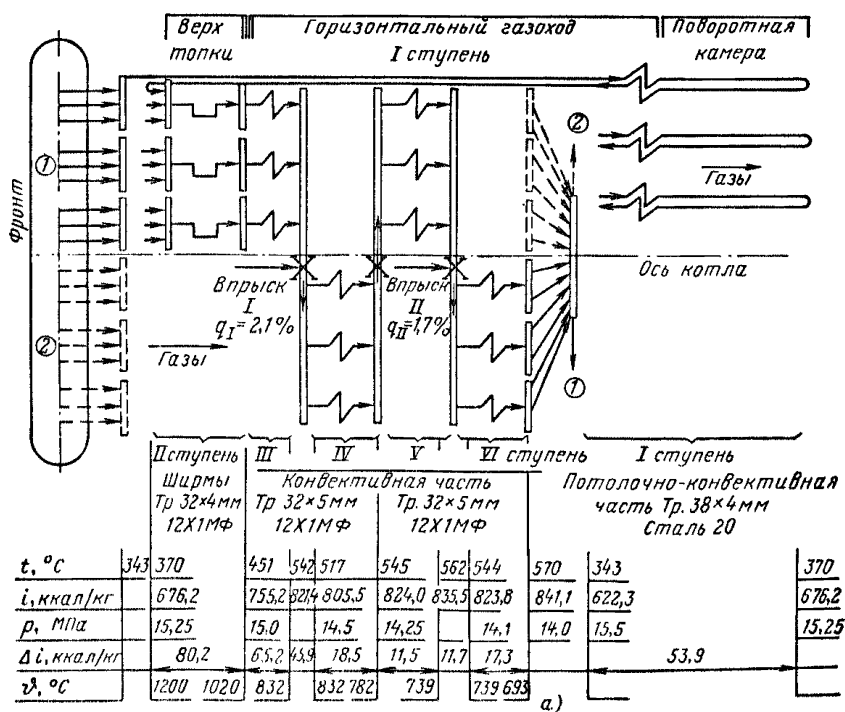 Верх топки
Горизонтальный газоход
I ступень
Поворотная камера
Фронт
1
2
2
Газы
Ось котла
Впрыск I
qI=2,1%
Впрыск II
qII=1,7%
Газы
1
II ступень
III
IV
V
VI ступень
I ступень
Ширмы
Тр 32×4мм
12Х1МФ
Конвективная часть
Тр 32×5мм
12Х1МФ
Тр. 32×5мм
12Х1МФ
Потолочно-конвективная
часть Тр. 38×4мм
Сталь 20
t, °C 343 370 451 542 517 545 562 544 570 343 370
i, ккал/кг 676,2 755,2 821,4 805,5 824,0 835,5 823,8 841,1 622,3 676,2
p, МПа 15,25 15,0 14,5 14,25 14,1 14,0 15,5 15,25
Δi, ккал/кг 80,2 65,2 45,9 18,5 11,5 11,7 17,3 53,9
ϑ, °C 1200 1020 832 832 782 739 739 693
а)